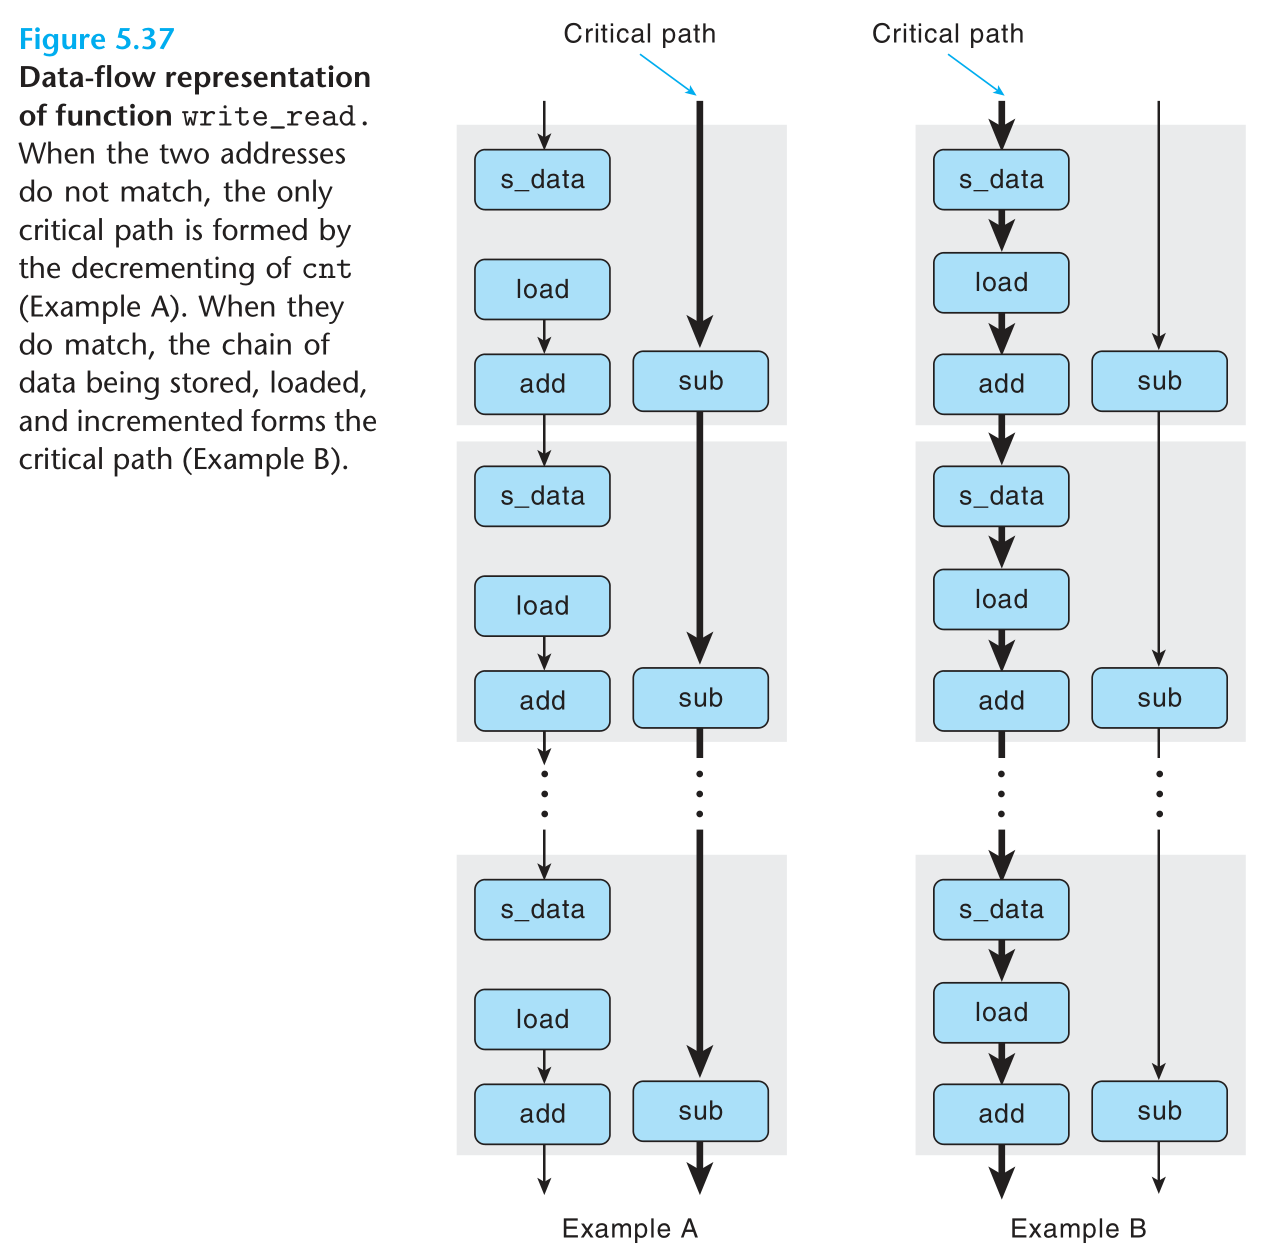 Figure 5.37
Data-flow representation
of function write_read.
When the two addresses
do not match, the only
critical path is formed by
the decrementing of cnt
(Example A). When they
do match, the chain of
data being stored, loaded,
and incremented forms the
critical path (Example B).
Critical path
s_data
load
add
sub
s_data
load
add
sub
s_data
load
add
sub
Example A
Critical path
s_data
load
add
sub
s_data
load
add
sub
s_data
load
add
sub
Example B